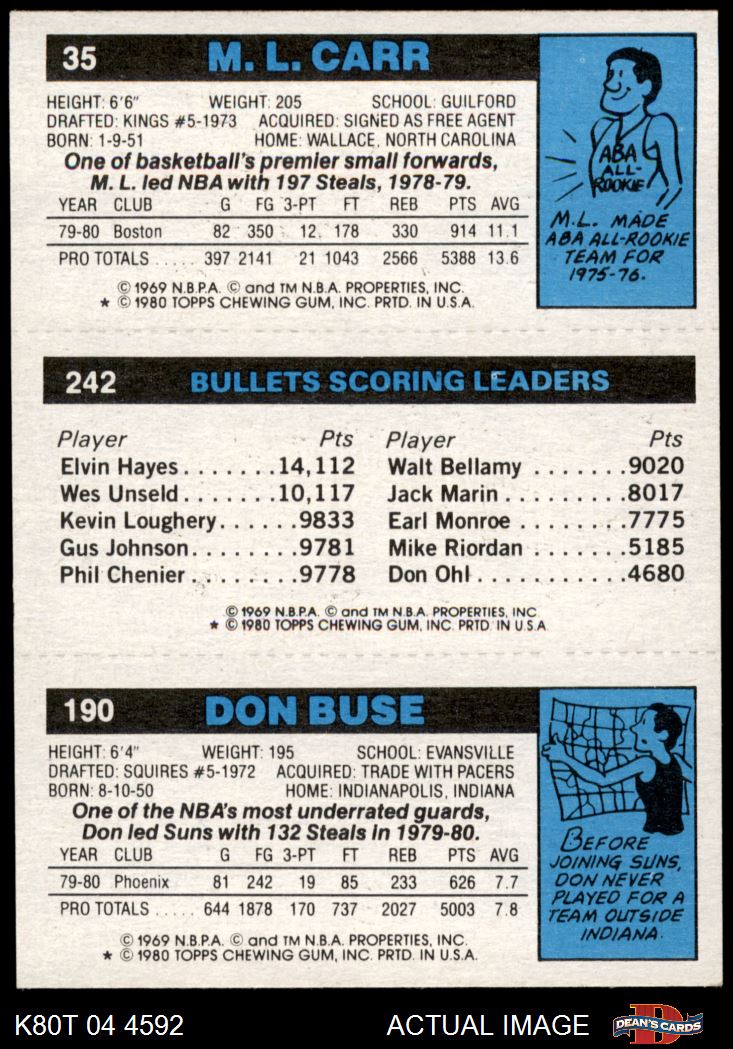 35 M. L. CARR
HEIGHT: 6'6" WEIGHT: 205 SCHOOL: GUILFORD
DRAFTED: KINGS #5-1973 ACQUIRED: SIGNED AS FREE AGENT
BORN: 1-9-51 HOME: WALLACE, NORTH CAROLINA
One of basketball's premier small forwards,
M. L. led NBA with 197 Steals, 1978-79.
YEAR CLUB G FG 3-PT FT REB PTS AVG
79-80 Boston 82 350 12 178 330 914 11.1
PRO TOTALS ..... 397 2141 21 1043 2566 5388 13.6
© 1969 N.B.P.A. © and TM N.B.A. PROPERTIES, INC.
★ © 1980 TOPPS CHEWING GUM, INC. PRTD. IN U.S.A.
ABA
ALL-
ROOKIE
M.L. MADE
ABA ALL-ROOKIE
TEAM FOR
1975-76.
242 BULLETS SCORING LEADERS
Player Pts Player Pts
Elvin Hayes.......14,112 Walt Bellamy.......9020
Wes Unseld.......10,117 Jack Marin.........8017
Kevin Loughery......9833 Earl Monroe........7775
Gus Johnson........9781 Mike Riordan.......5185
Phil Chenier........9778 Don Ohl...........4680
© 1969 N.B.P.A. © and TM N.B.A. PROPERTIES, INC
★ © 1980 TOPPS CHEWING GUM, INC. PRTD. IN U.S.A
190 DON BUSE
HEIGHT: 6'4" WEIGHT: 195 SCHOOL: EVANSVILLE
DRAFTED: SQUIRES #5-1972 ACQUIRED: TRADE WITH PACERS
BORN: 8-10-50 HOME: INDIANAPOLIS, INDIANA
One of the NBA's most underrated guards,
Don led Suns with 132 Steals in 1979-80.
YEAR CLUB G FG 3-PT FT REB PTS AVG
79-80 Phoenix 81 242 19 85 233 626 7.7
PRO TOTALS ..... 644 1878 170 737 2027 5003 7.8
© 1969 N.B.P.A. © and TM N.B.A. PROPERTIES, INC.
★ © 1980 TOPPS CHEWING GUM, INC. PRTD. IN U.S.A.
BEFORE
JOINING SUNS,
DON NEVER
PLAYED FOR A
TEAM OUTSIDE
INDIANA.
K80T 04 4592 ACTUAL IMAGE D DEAN'S CARDS